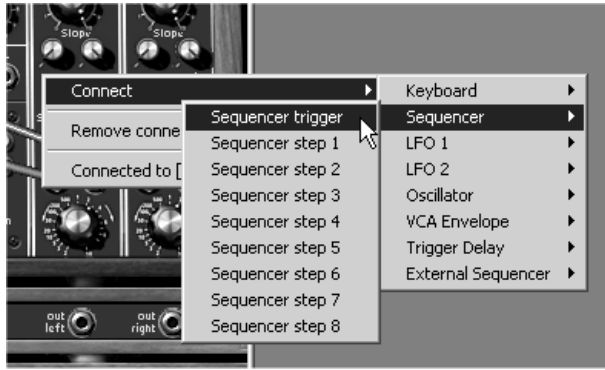 Slope
Slope
Connect
Remove conne
Connected to [
Keyboard
Sequencer
LFO 1
LFO 2
Oscillator
VCA Envelope
Trigger Delay
External Sequencer
Sequencer trigger
Sequencer step 1
Sequencer step 2
Sequencer step 3
Sequencer step 4
Sequencer step 5
Sequencer step 6
Sequencer step 7
Sequencer step 8
out left
out right